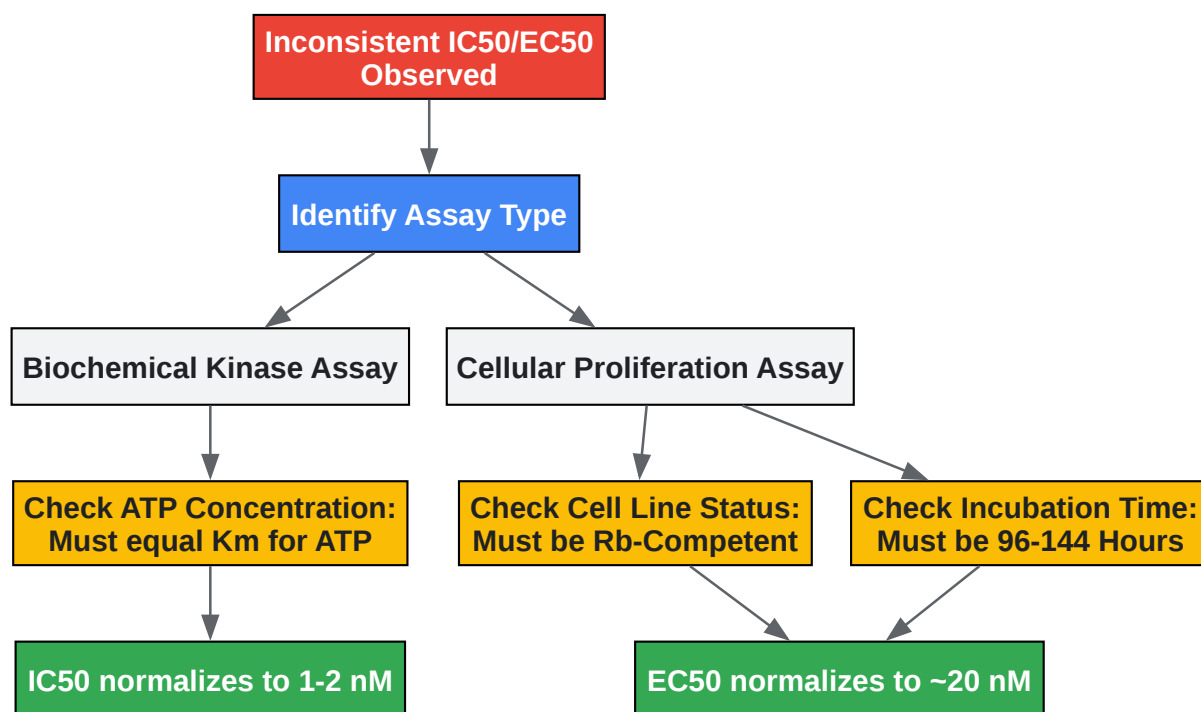 Inconsistent IC50/EC50
Observed
Identify Assay Type
Biochemical Kinase Assay
Cellular Proliferation Assay
Check ATP Concentration:
Must equal Km for ATP
Check Cell Line Status:
Must be Rb-Competent
Check Incubation Time:
Must be 96-144 Hours
IC50 normalizes to 1-2 nM
EC50 normalizes to ~20 nM